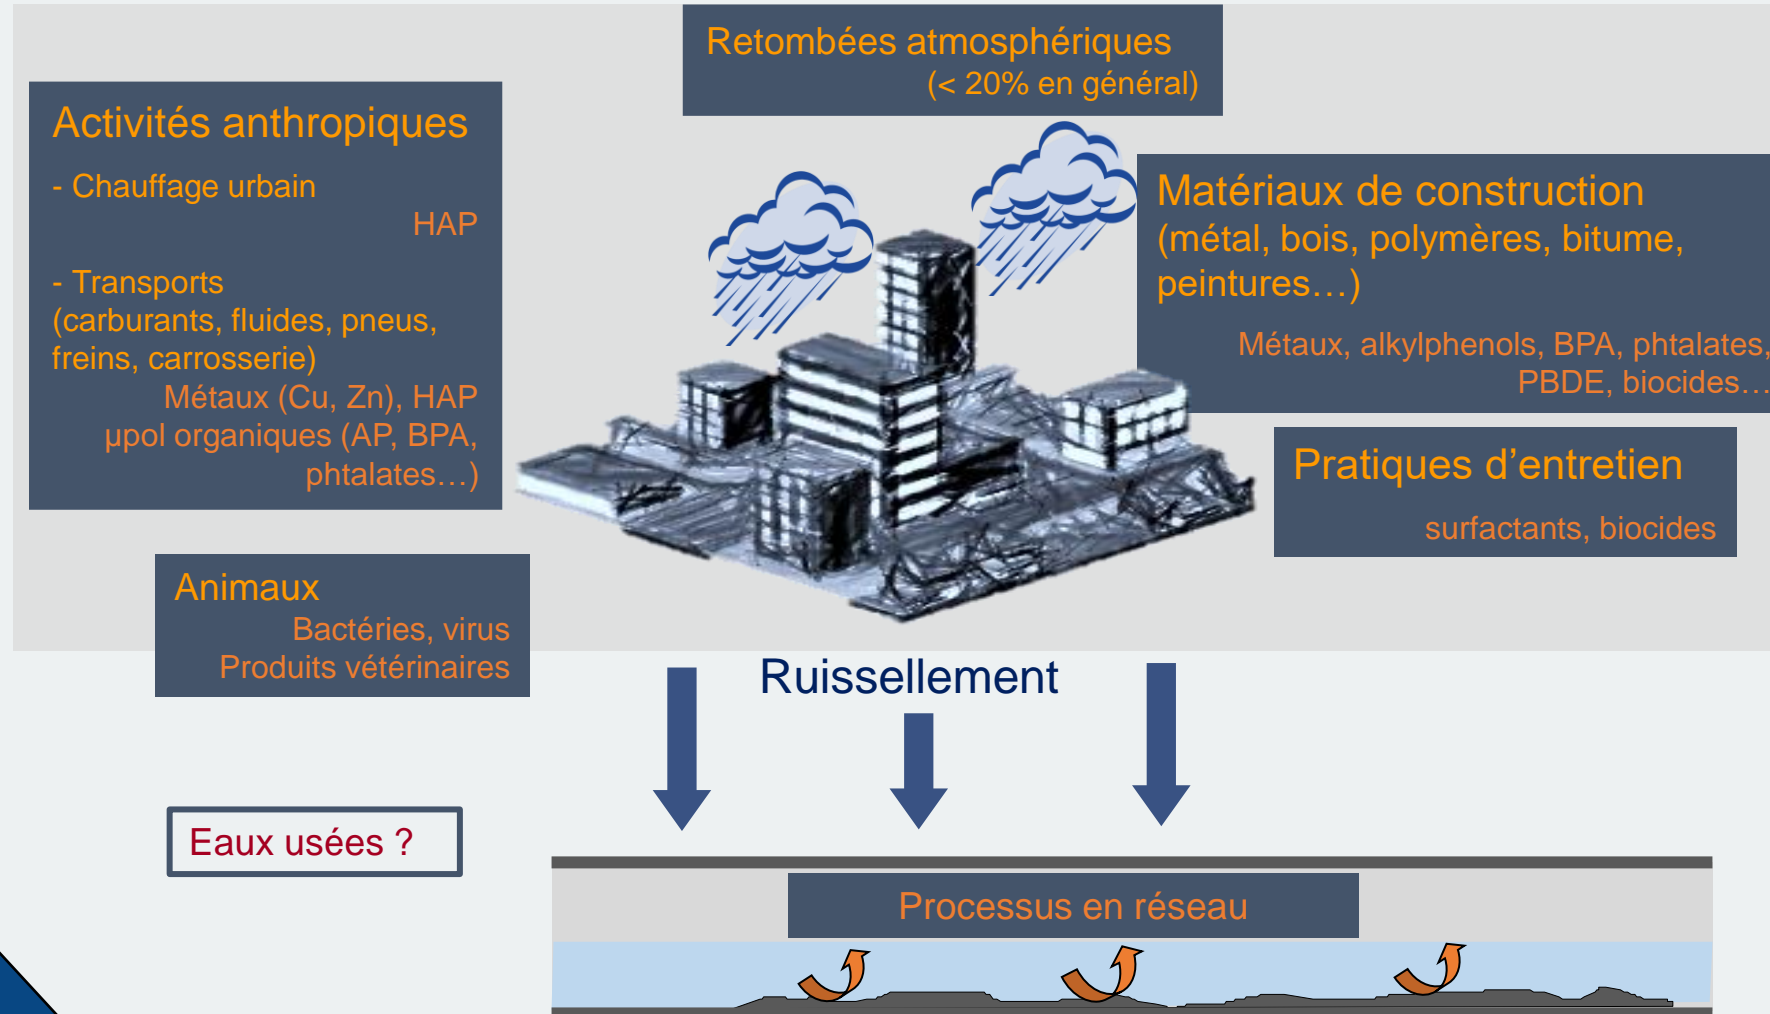 Retombées atmosphériques
(< 20% en général)
Activités anthropiques
- Chauffage urbain
HAP
- Transports
(carburants, fluides, pneus,
freins, carrosserie)
Métaux (Cu, Zn), HAP
µpol organiques (AP, BPA,
phtalates…)
Matériaux de construction
(métal, bois, polymères, bitume,
peintures…)
Métaux, alkylphenols, BPA, phtalates,
PBDE, biocides…
Pratiques d’entretien
surfactants, biocides
Animaux
Bactéries, virus
Produits vétérinaires
Ruissellement
Eaux usées ?
Processus en réseau